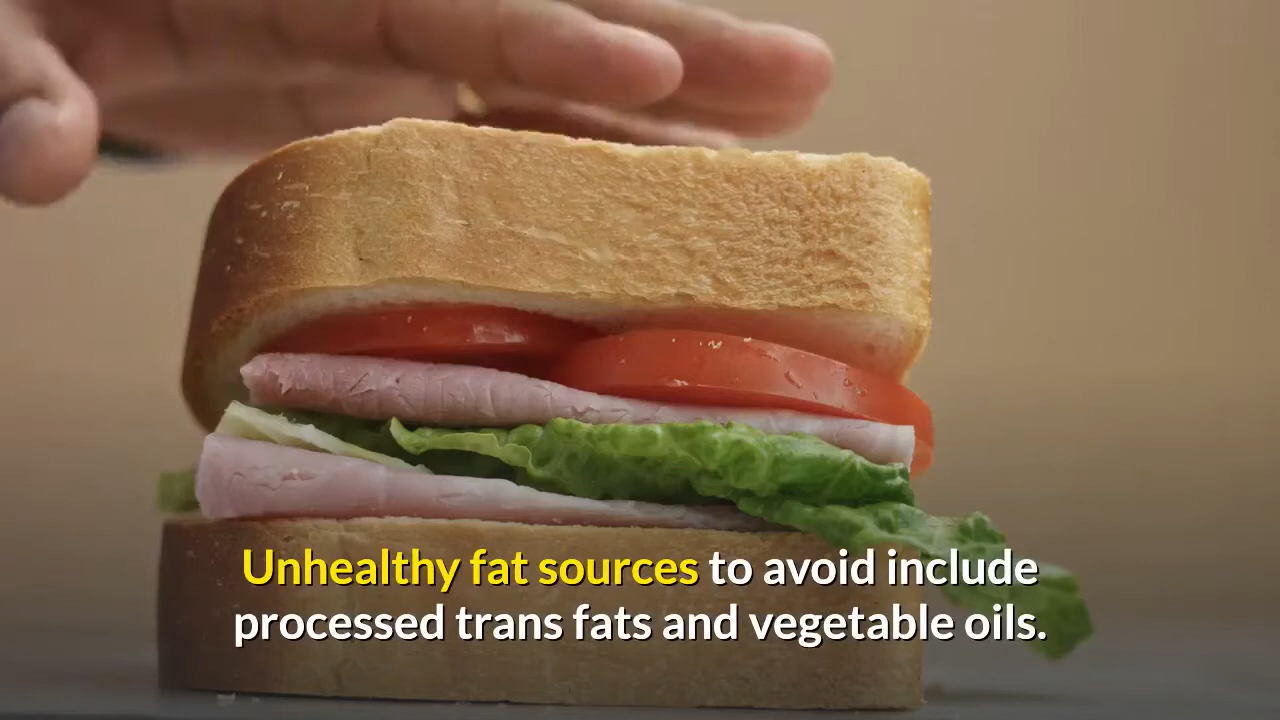 Unhealthy fat sources to avoid include
processed trans fats and vegetable oils.